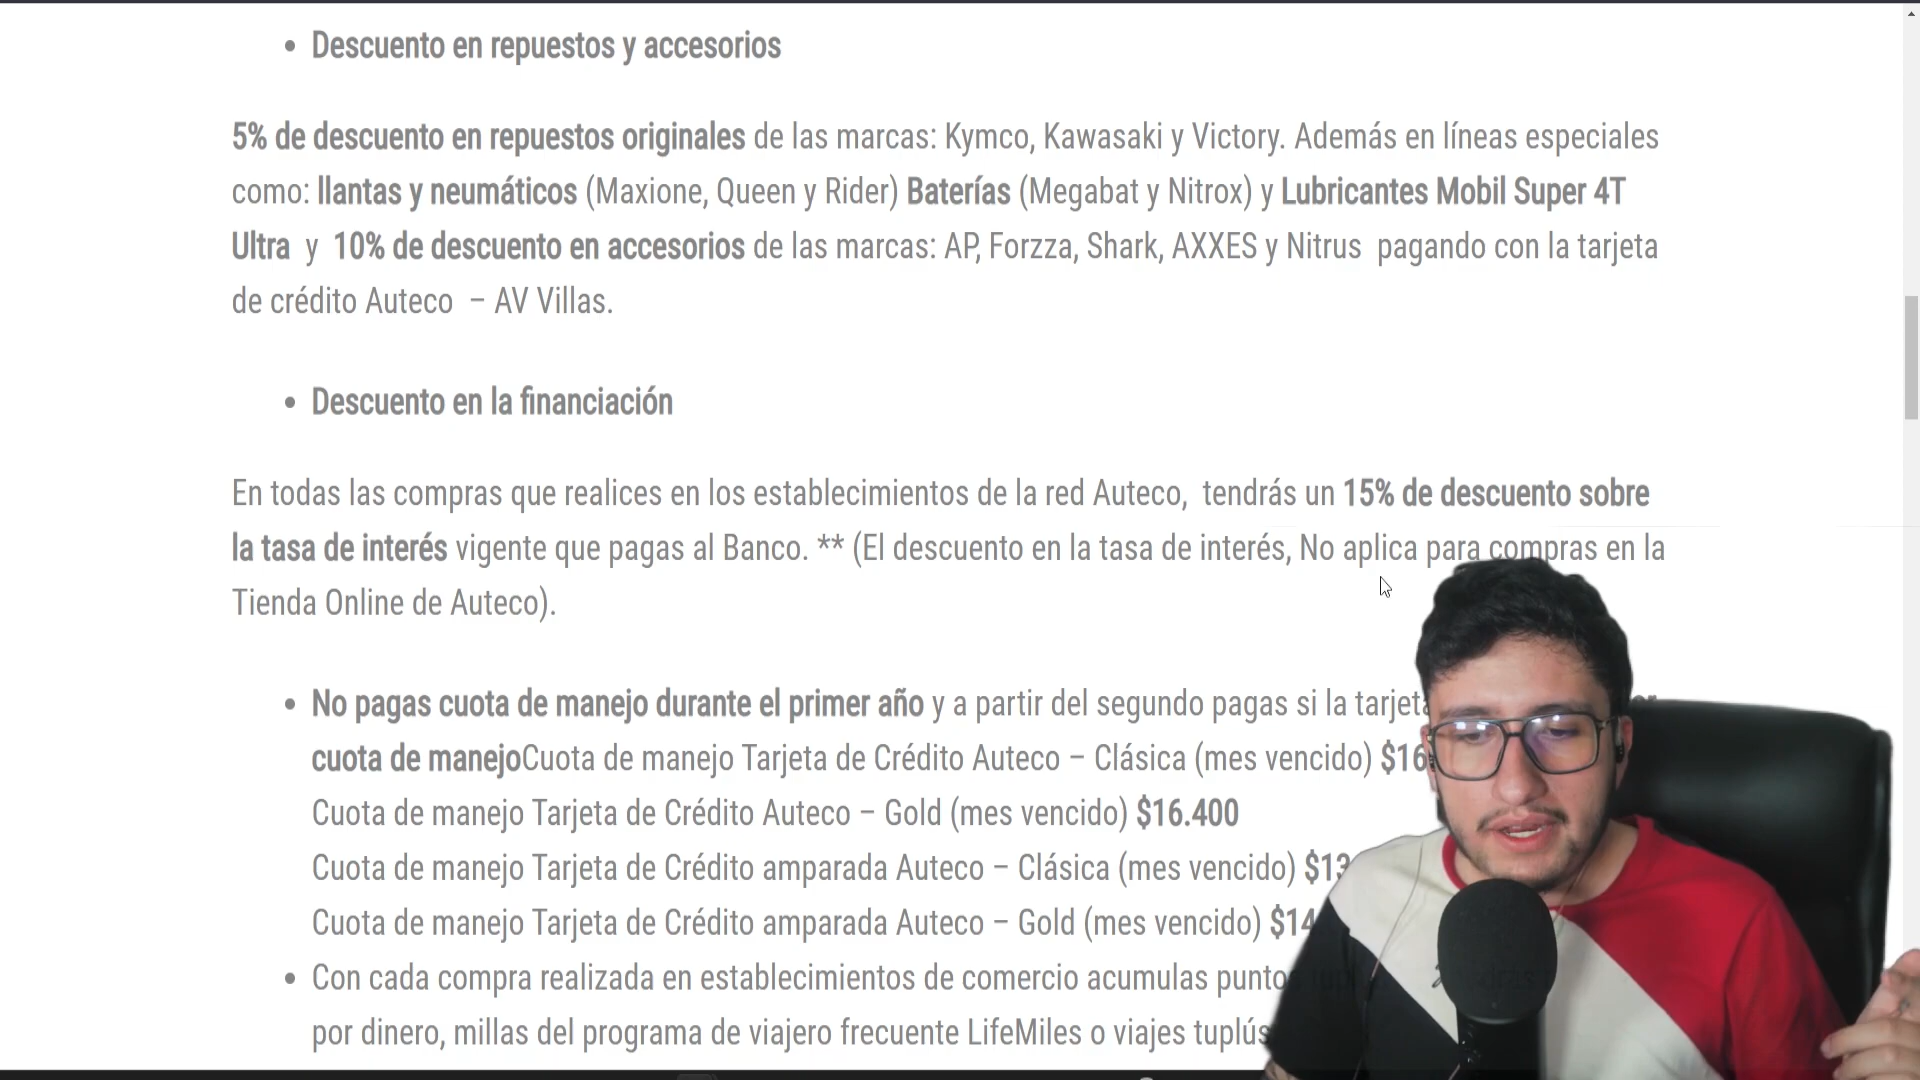 Descuento en repuestos y accesorios
5% de descuento en repuestos originales de las marcas: Kymco, Kawasaki y Victory. Además en líneas especiales
como: llantas y neumáticos (Maxione, Queen y Rider) Baterías (Megabat y Nitrox) y Lubricantes Mobil Super 4T
Ultra y 10% de descuento en accesorios de las marcas: AP, Forzza, Shark, AXXES y Nitrus pagando con la tarjeta
de crédito Auteco – AV Villas.
Descuento en la financiación
En todas las compras que realices en los establecimientos de la red Auteco, tendrás un 15% de descuento sobre
la tasa de interés vigente que pagas al Banco. ** (El descuento en la tasa de interés, No aplica para compras en la
Tienda Online de Auteco).
No pagas cuota de manejo durante el primer año y a partir del segundo pagas si la tarjeta
cuota de manejoCuota de manejo Tarjeta de Crédito Auteco – Clásica (mes vencido)
Cuota de manejo Tarjeta de Crédito Auteco – Gold (mes vencido) $16.400
Cuota de manejo Tarjeta de Crédito amparada Auteco – Clásica (mes vencido)
Cuota de manejo Tarjeta de Crédito amparada Auteco – Gold (mes vencido)
Con cada compra realizada en establecimientos de comercio acumulas
por dinero, millas del programa de viajero frecuente LifeMiles o viajes